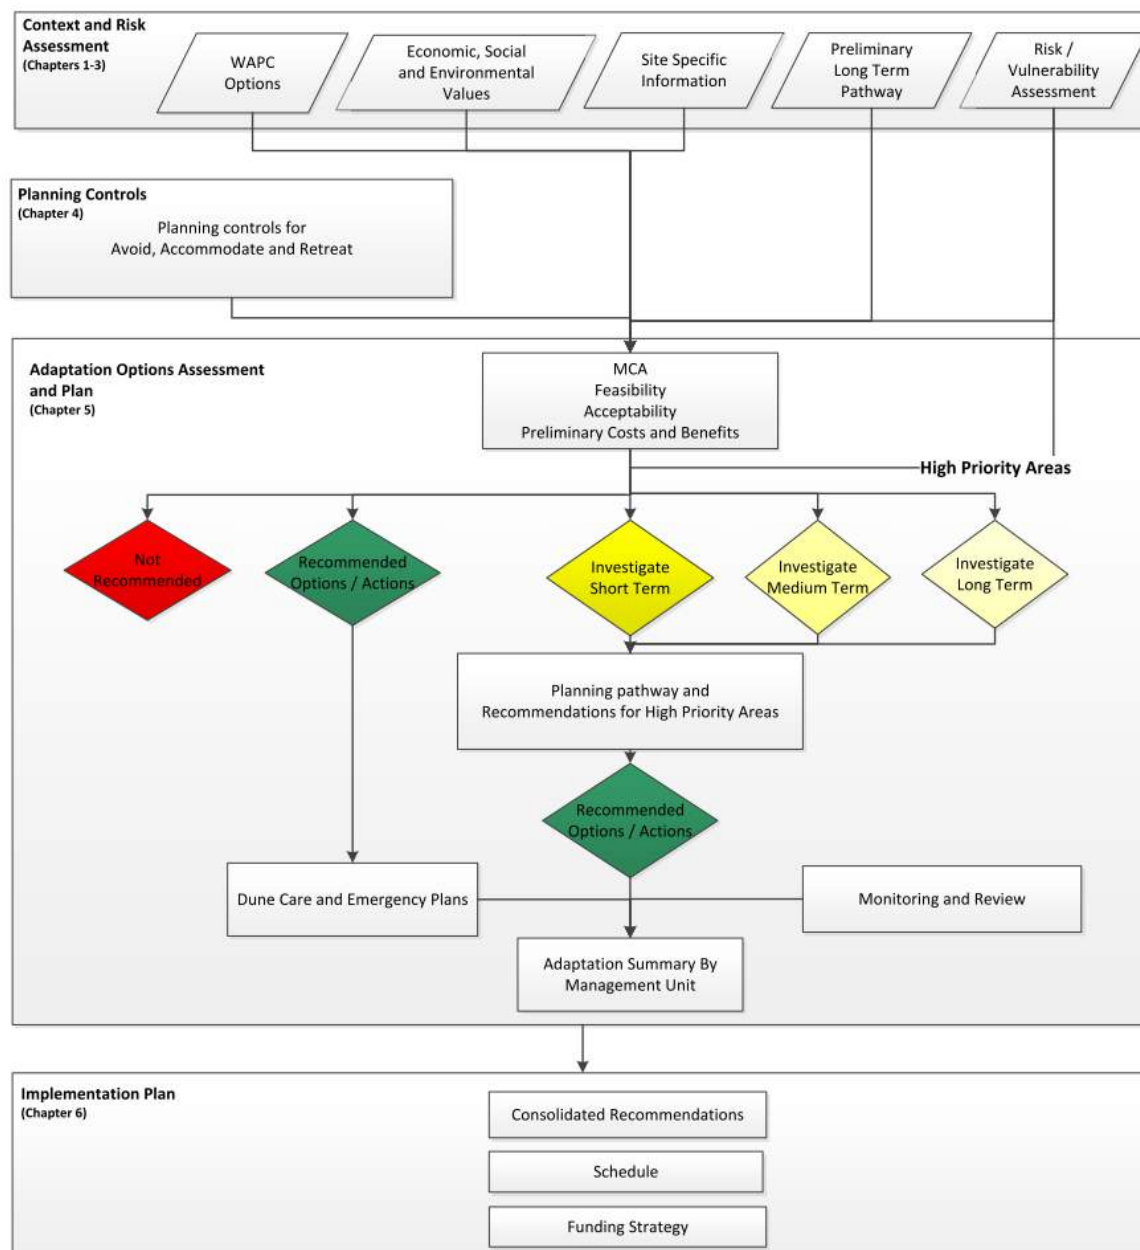 Context and Risk
Assessment
(Chapters 1-3)
WAPC
Options
Economic, Social
and Environmental
Values
Site Specific
Information
Preliminary
Long Term
Pathway
Risk /
Vulnerability
Assessment
Planning Controls
(Chapter 4)
Planning controls for
Avoid, Accommodate and Retreat
Adaptation Options Assessment
and Plan
(Chapter 5)
MCA
Feasibility
Acceptability
Preliminary Costs and Benefits
High Priority Areas
Not
Recommended
Recommended
Options / Actions
Investigate
Short Term
Investigate
Medium Term
Investigate
Long Term
Planning pathway and
Recommendations for High Priority Areas
Recommended
Options / Actions
Dune Care and Emergency Plans
Monitoring and Review
Adaptation Summary By
Management Unit
Implementation Plan
(Chapter 6)
Consolidated Recommendations
Schedule
Funding Strategy